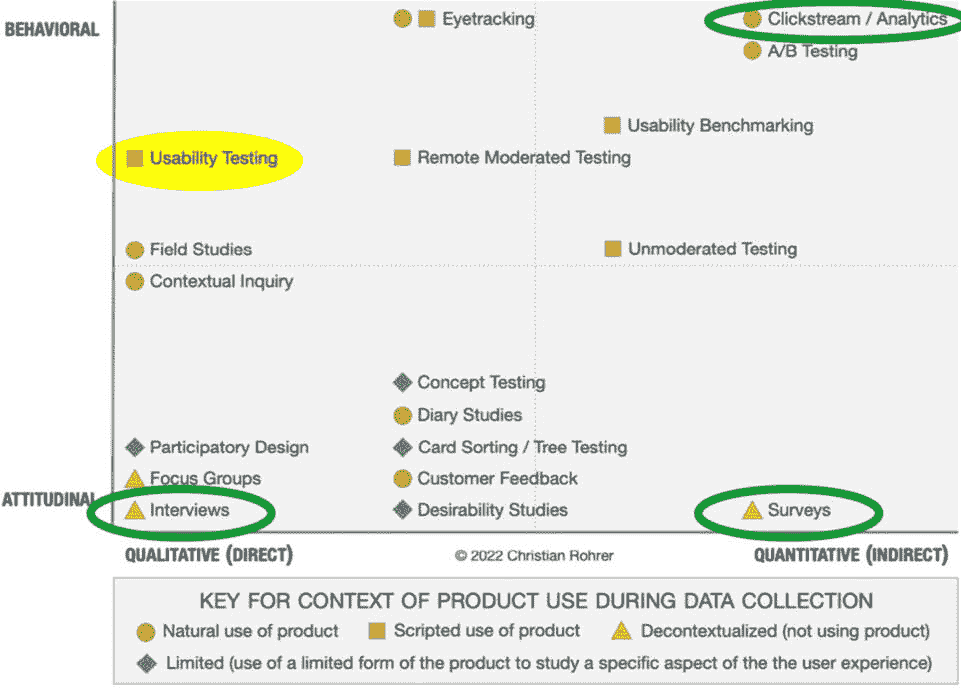 BEHAVIORAL
Eyetracking
Clickstream / Analytics
A/B Testing
Usability Benchmarking
Usability Testing
Remote Moderated Testing
Field Studies
Unmoderated Testing
Contextual Inquiry
Concept Testing
Diary Studies
Participatory Design
Card Sorting / Tree Testing
Focus Groups
Customer Feedback
ATTITUDINAL
Interviews
Desirability Studies
Surveys
QUALITATIVE (DIRECT)
© 2022 Christian Rohrer
QUANTITATIVE (INDIRECT)
KEY FOR CONTEXT OF PRODUCT USE DURING DATA COLLECTION
Natural use of product
Scripted use of product
Decontextualized (not using product)
Limited (use of a limited form of the product to study a specific aspect of the the user experience)